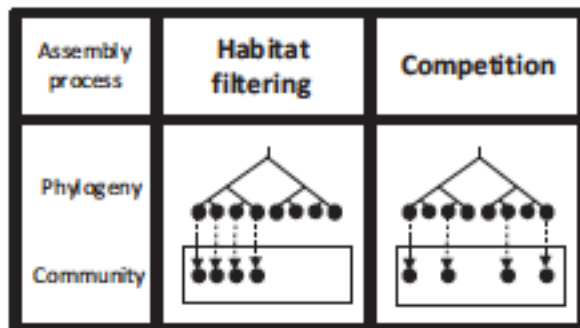 Assembly
process
Habitat
filtering
Competition
Phylogeny
Community